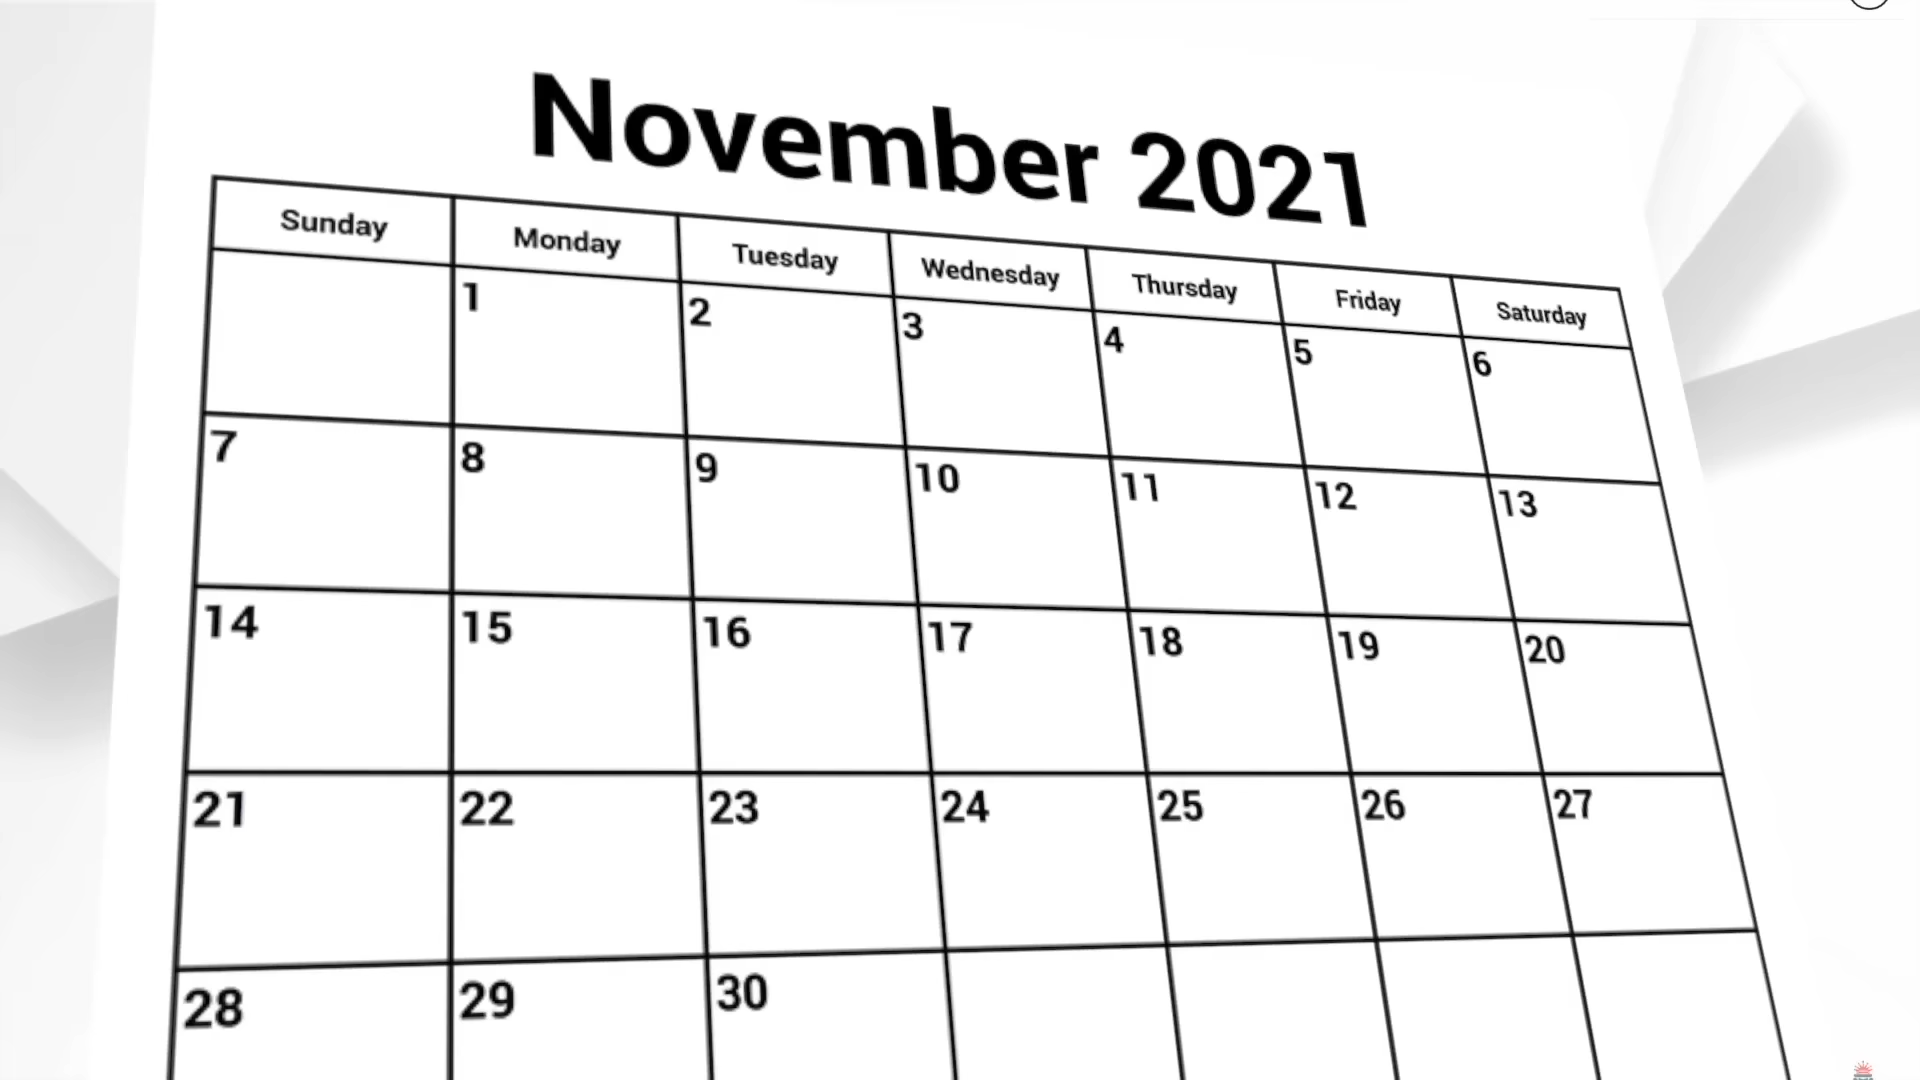 November 2021
Sunday Monday Tuesday Wednesday Thursday Friday Saturday
1 2 3 4 5 6
7 8 9 10 11 12 13
14 15 16 17 18 19 20
21 22 23 24 25 26 27
28 29 30